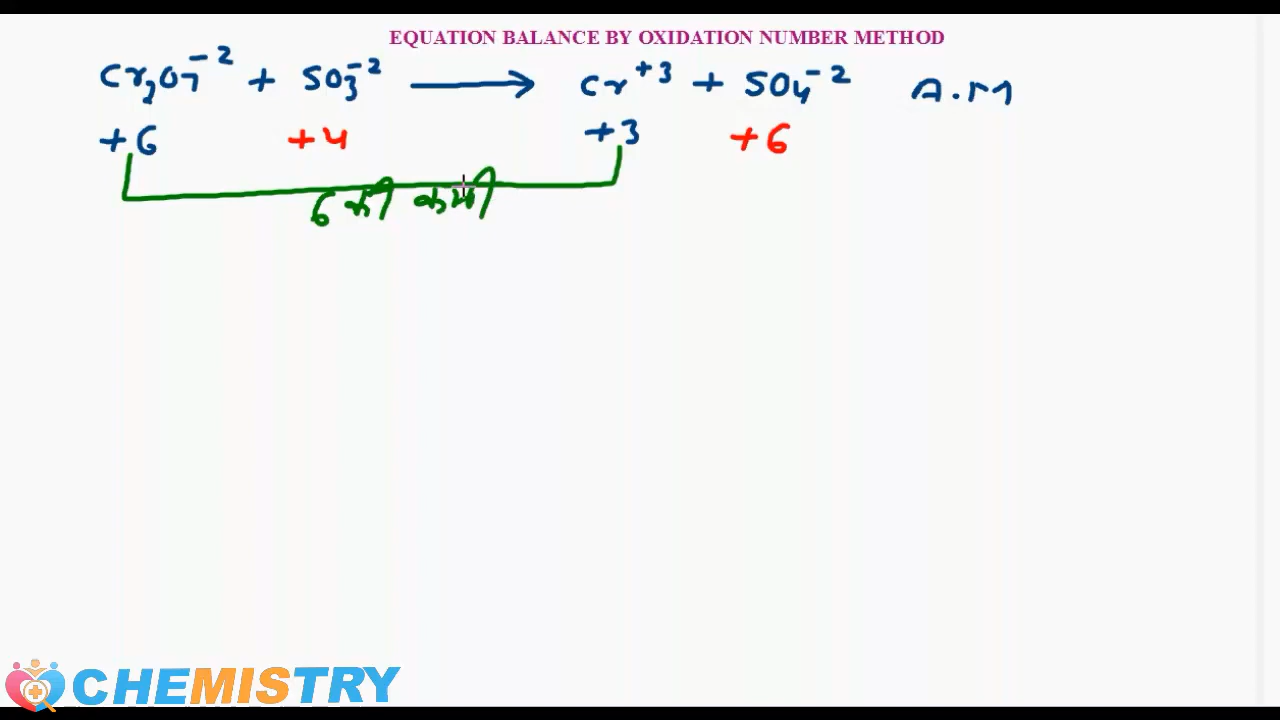 EQUATION BALANCE BY OXIDATION NUMBER METHOD
Cr₂O₇⁻² + SO₃⁻² ⟶ Cr⁺³ + SO₄⁻² A.M
+6 +4 +3 +6
6 की कमी
CHEMISTRY